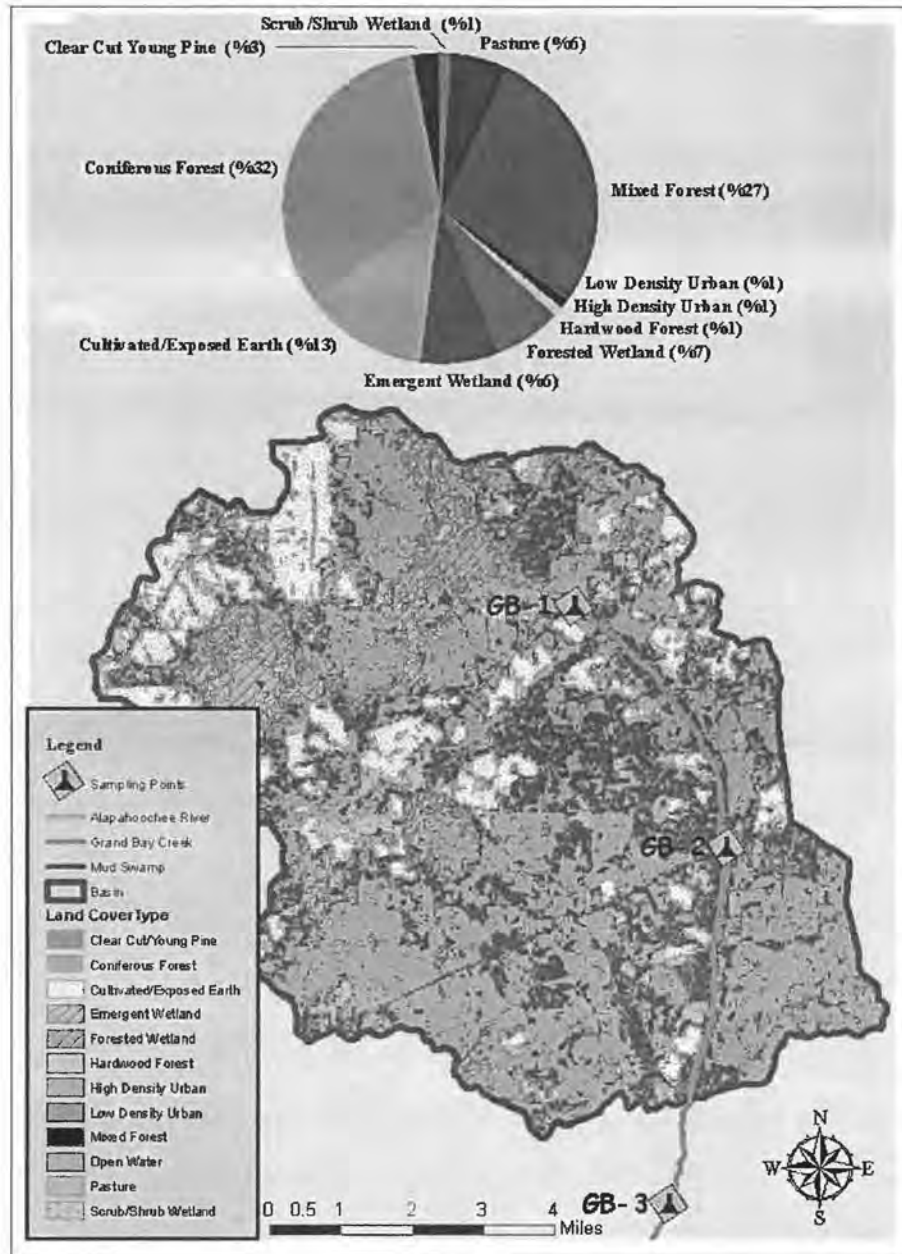 Scrub/Shrub Wetland (%1)
Pasture (%6)
Clear Cut Young Pine (%3)
Coniferous Forest (%32)
Mixed Forest (%27)
Low Density Urban (%1)
High Density Urban (%1)
Hardwood Forest (%1)
Forested Wetland (%7)
Cultivated/Exposed Earth (%13)
Emergent Wetland (%6)
GB-1
GB-2
GB-3
Legend
Sampling Points
Alapahoochee River
Grand Bay Creek
Mud Swamp
Basin
Land Cover Type
Clear Cut/Young Pine
Coniferous Forest
Cultivated/Exposed Earth
Emergent Wetland
Forested Wetland
Hardwood Forest
High Density Urban
Low Density Urban
Mixed Forest
Open Water
Pasture
Scrub/Shrub Wetland
0 0.5 1 2 3 4
Miles
N
W E
S